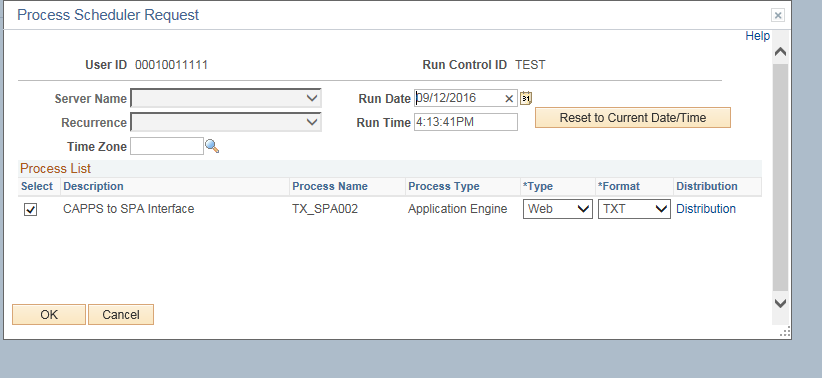 Process Scheduler Request
Help
User ID 00010011111 Run Control ID TEST
Server Name Run Date 09/12/2016
Recurrence Run Time 4:13:41PM Reset to Current Date/Time
Time Zone
Process List
Select Description Process Name Process Type *Type *Format Distribution
CAPPS to SPA Interface TX_SPA002 Application Engine Web TXT Distribution
OK Cancel